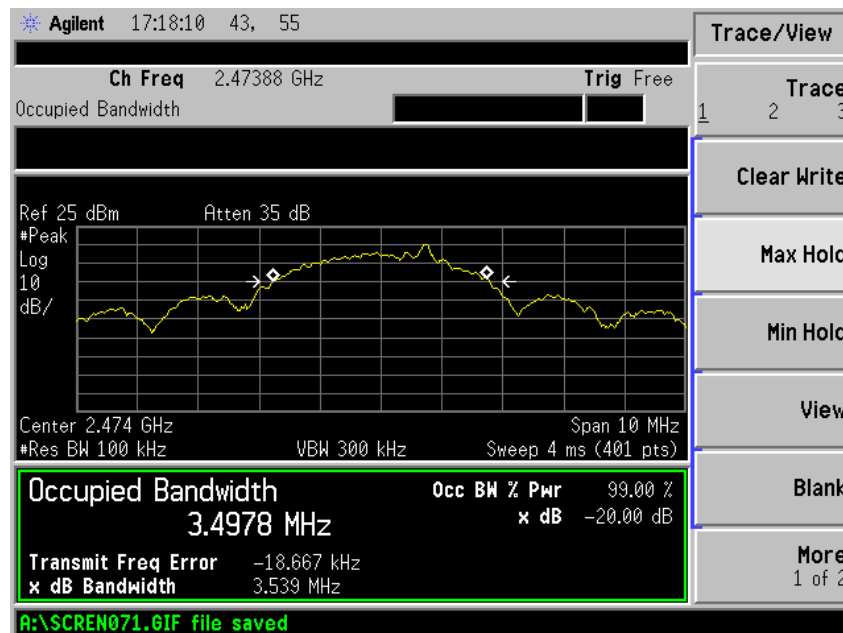 Agilent 17:18:10 43, 55
Trace/View
Ch Freq 2.47388 GHz Trig Free
Occupied Bandwidth
Trace
1 2 3
Clear Write
Ref 25 dBm Atten 35 dB
#Peak
Log
10
dB/
Max Hold
Min Hold
Center 2.474 GHz Span 10 MHz
#Res BW 100 kHz VBW 300 kHz Sweep 4 ms (401 pts)
View
Occupied Bandwidth Occ BW % Pwr 99.00 %
3.4978 MHz x dB -20.00 dB
Blank
Transmit Freq Error -18.667 kHz
x dB Bandwidth 3.539 MHz
More
1 of 2
A:\SCREN071.GIF file saved